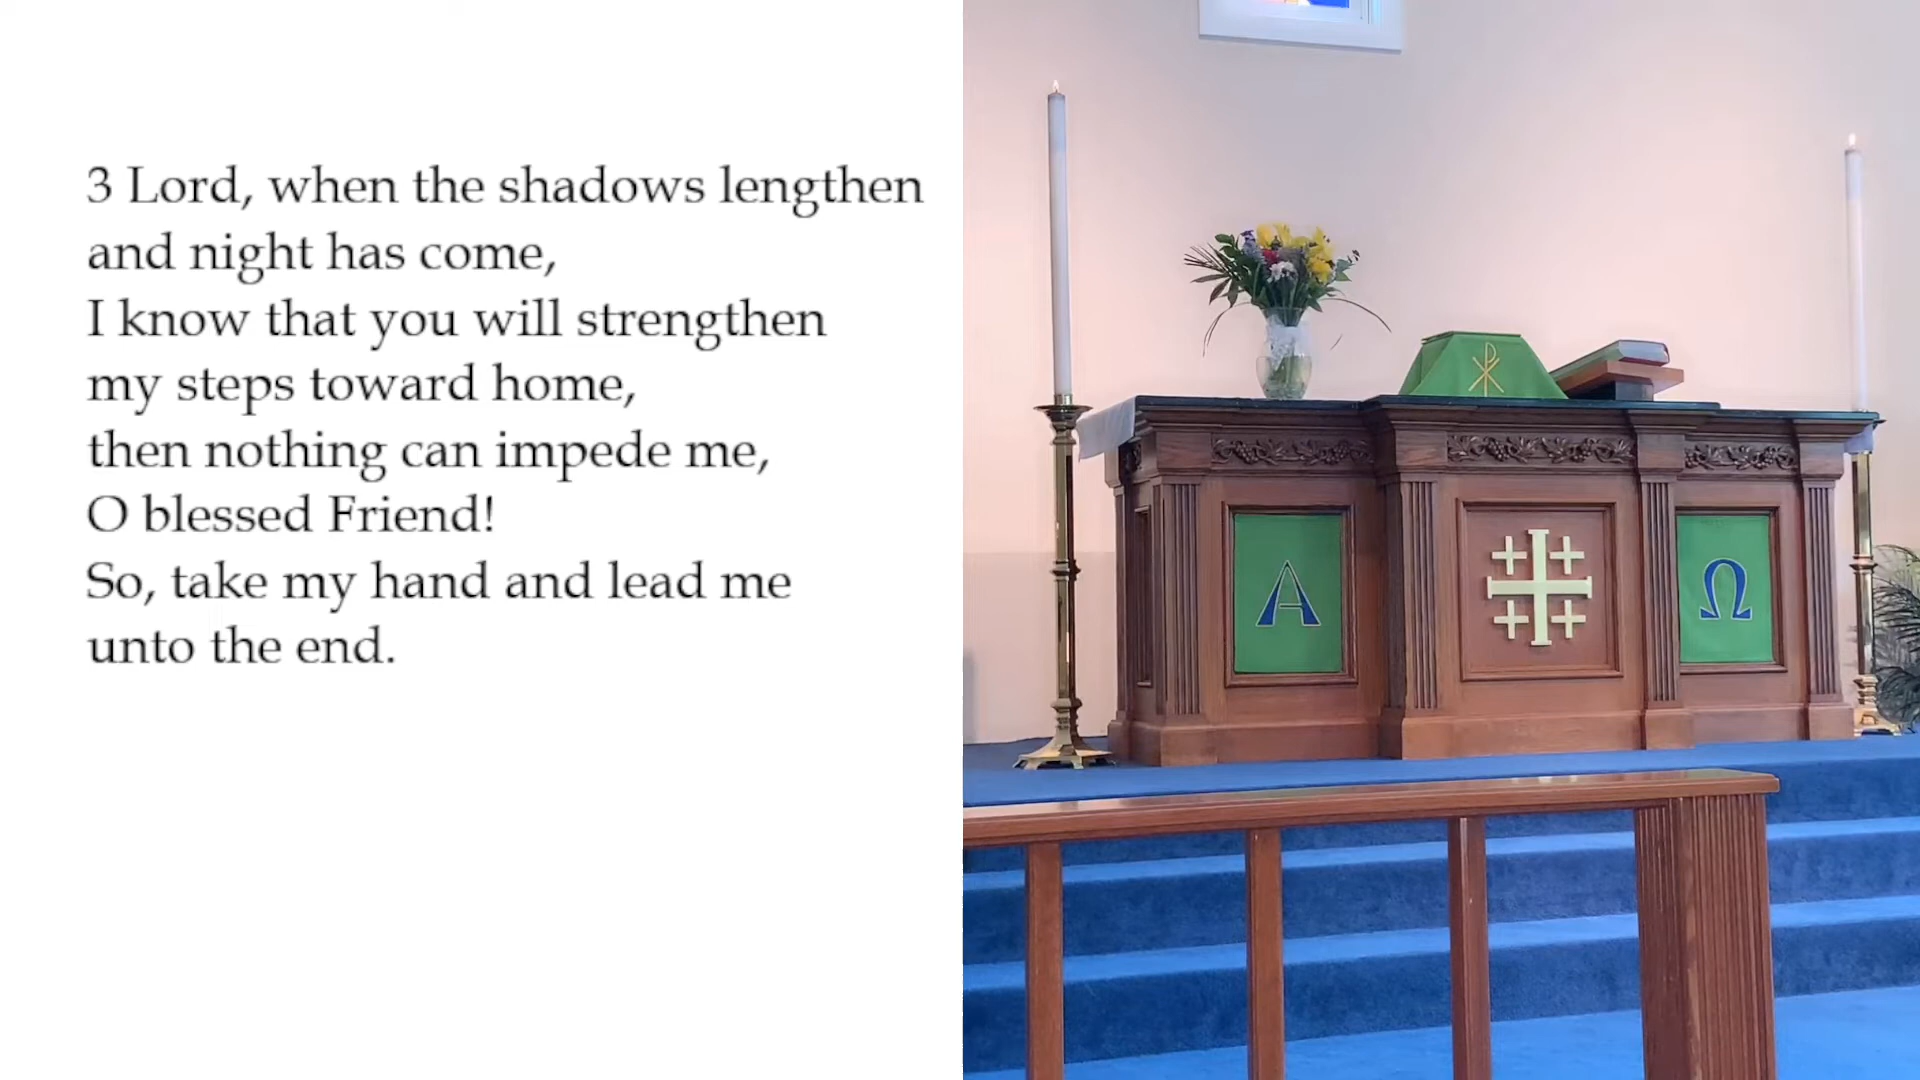 3 Lord, when the shadows lengthen
and night has come,
I know that you will strengthen
my steps toward home,
then nothing can impede me,
O blessed Friend!
So, take my hand and lead me
unto the end.
☧
Α
Ω